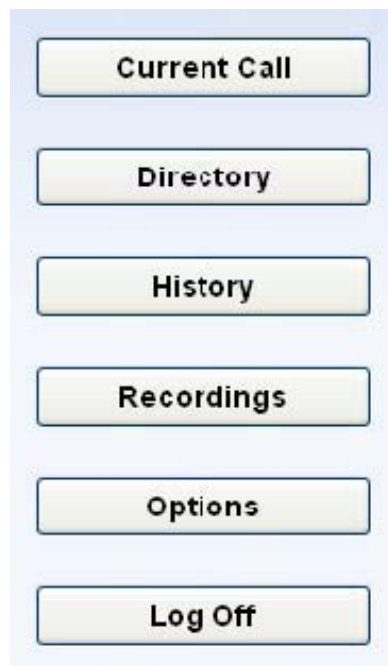 Current Call
Directory
History
Recordings
Options
Log Off